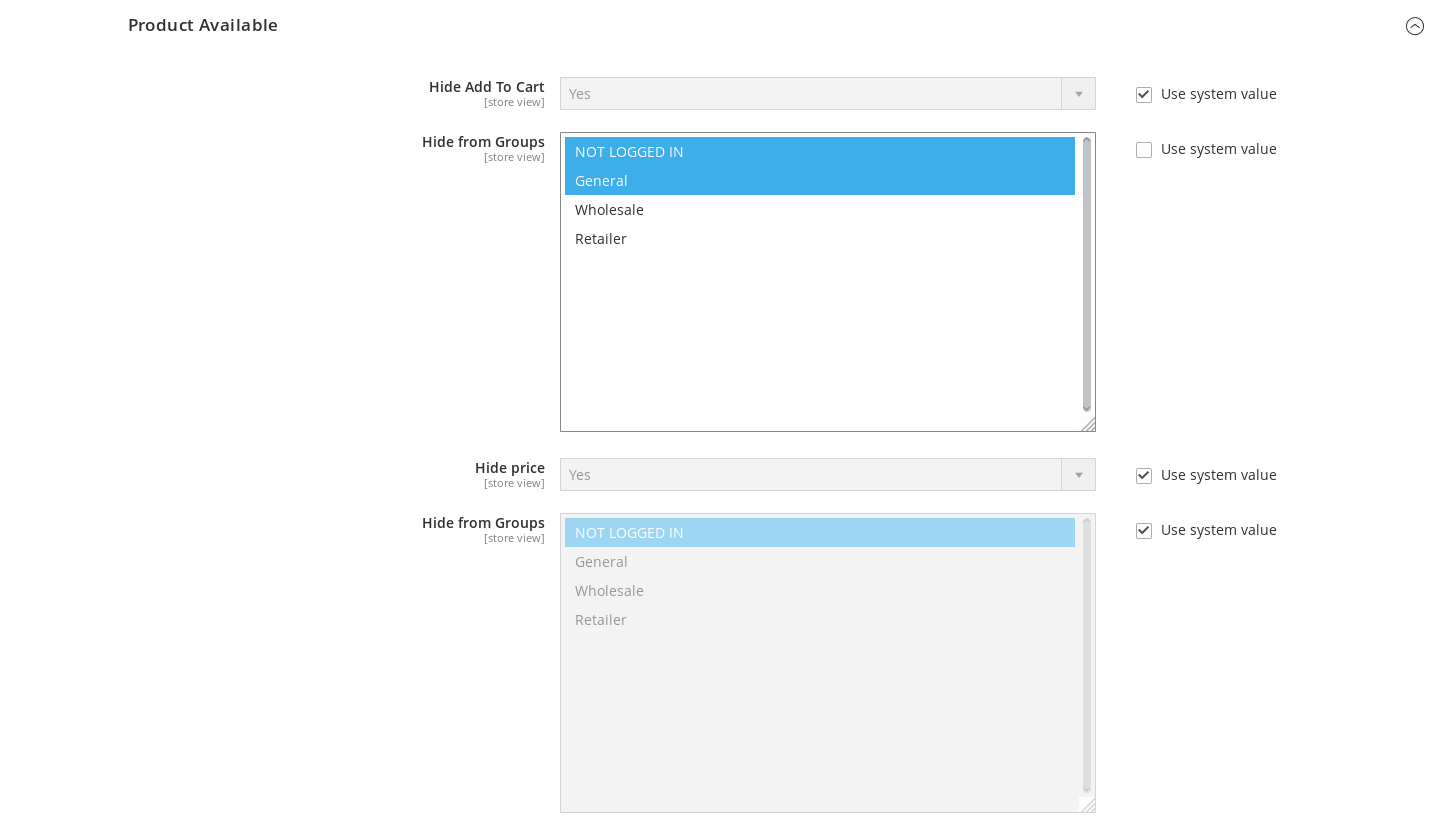 Product Available
Hide Add To Cart
[store view]
Yes
Use system value
Hide from Groups
[store view]
NOT LOGGED IN
General
Wholesale
Retailer
Use system value
Hide price
[store view]
Yes
Use system value
Hide from Groups
[store view]
NOT LOGGED IN
General
Wholesale
Retailer
Use system value